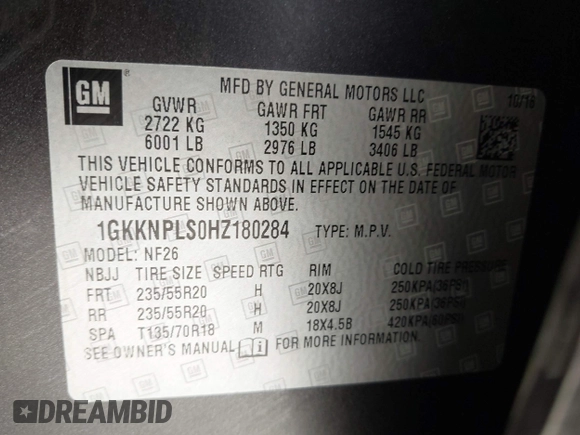 GM
MFD BY GENERAL MOTORS LLC 10/16
GVWR GAWR FRT GAWR RR
2722 KG 1350 KG 1545 KG
6001 LB 2976 LB 3406 LB
THIS VEHICLE CONFORMS TO ALL APPLICABLE U.S. FEDERAL MOTOR
VEHICLE SAFETY STANDARDS IN EFFECT ON THE DATE OF
MANUFACTURE SHOWN ABOVE.
1GKKNPLS0HZ180284 TYPE: M.P.V.
MODEL: NF26
NBJJ TIRE SIZE SPEED RTG RIM COLD TIRE PRESSURE
FRT 235/55R20 H 20X8J 250KPA(36PSI)
RR 235/55R20 H 20X8J 250KPA(36PSI)
SPA T135/70R18 M 18X4.5B 420KPA(60PSI)
SEE OWNER'S MANUAL i FOR MORE INFORMATION.
DREAMBID